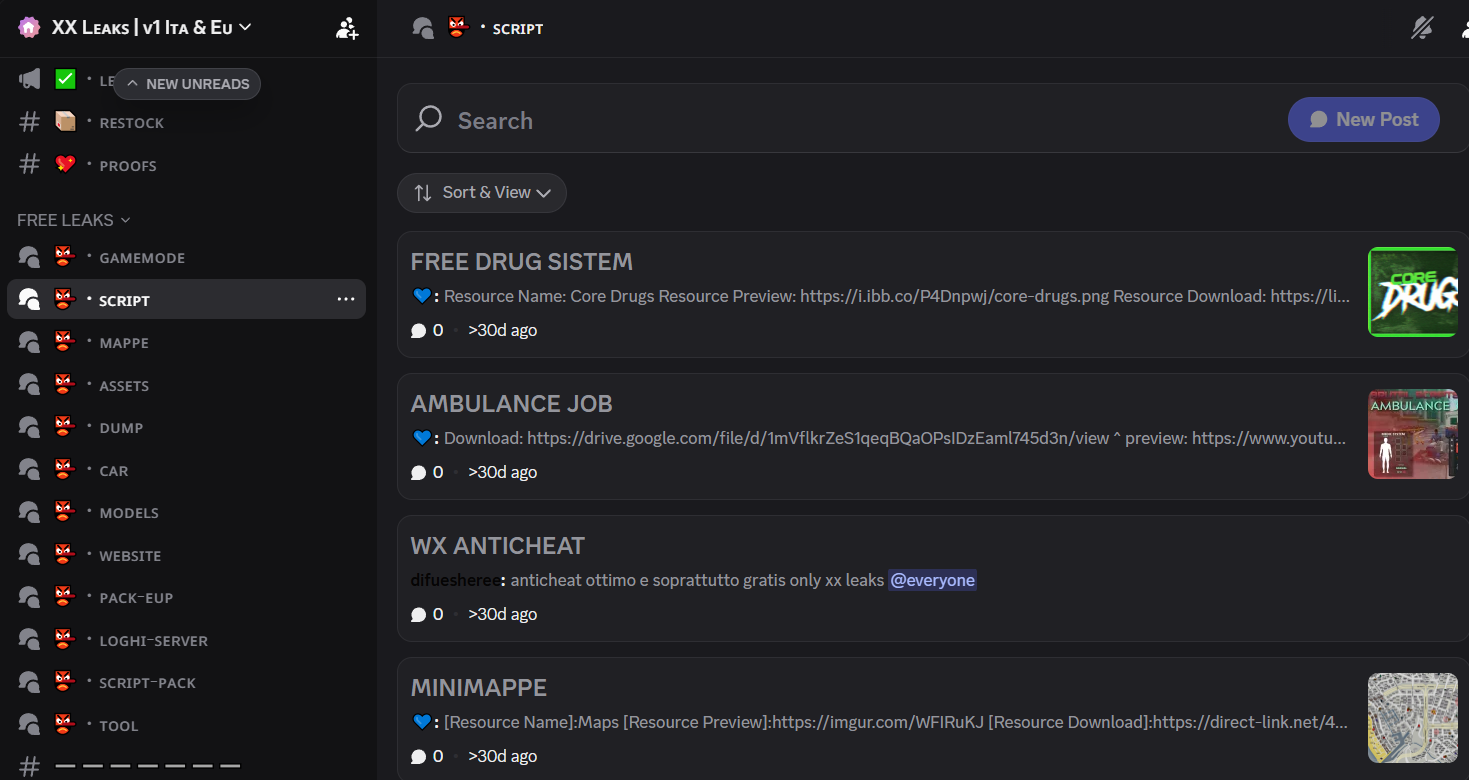 XX Leaks | v1 Ita & Eu
LE
NEW UNREADS
RESTOCK
PROOFS
FREE LEAKS
GAMEMODE
SCRIPT
MAPPE
ASSETS
DUMP
CAR
MODELS
WEBSITE
PACK-EUP
LOGHI-SERVER
SCRIPT-PACK
TOOL
SCRIPT
Search
New Post
Sort & View
FREE DRUG SISTEM
: Resource Name: Core Drugs Resource Preview: https://i.ibb.co/P4Dnpwj/core-drugs.png Resource Download: https://li...
0 >30d ago
CORE
DRUGS
AMBULANCE JOB
: Download: https://drive.google.com/file/d/1mVflkrZeS1qeqBQaOPsIDzEaml745d3n/view ^ preview: https://www.youtu...
0 >30d ago
AMBULANCE
WX ANTICHEAT
difuesheree: anticheat ottimo e soprattutto gratis only xx leaks @everyone
0 >30d ago
MINIMAPPE
: [Resource Name]:Maps [Resource Preview]:https://imgur.com/WFIRuKJ [Resource Download]:https://direct-link.net/4...
0 >30d ago